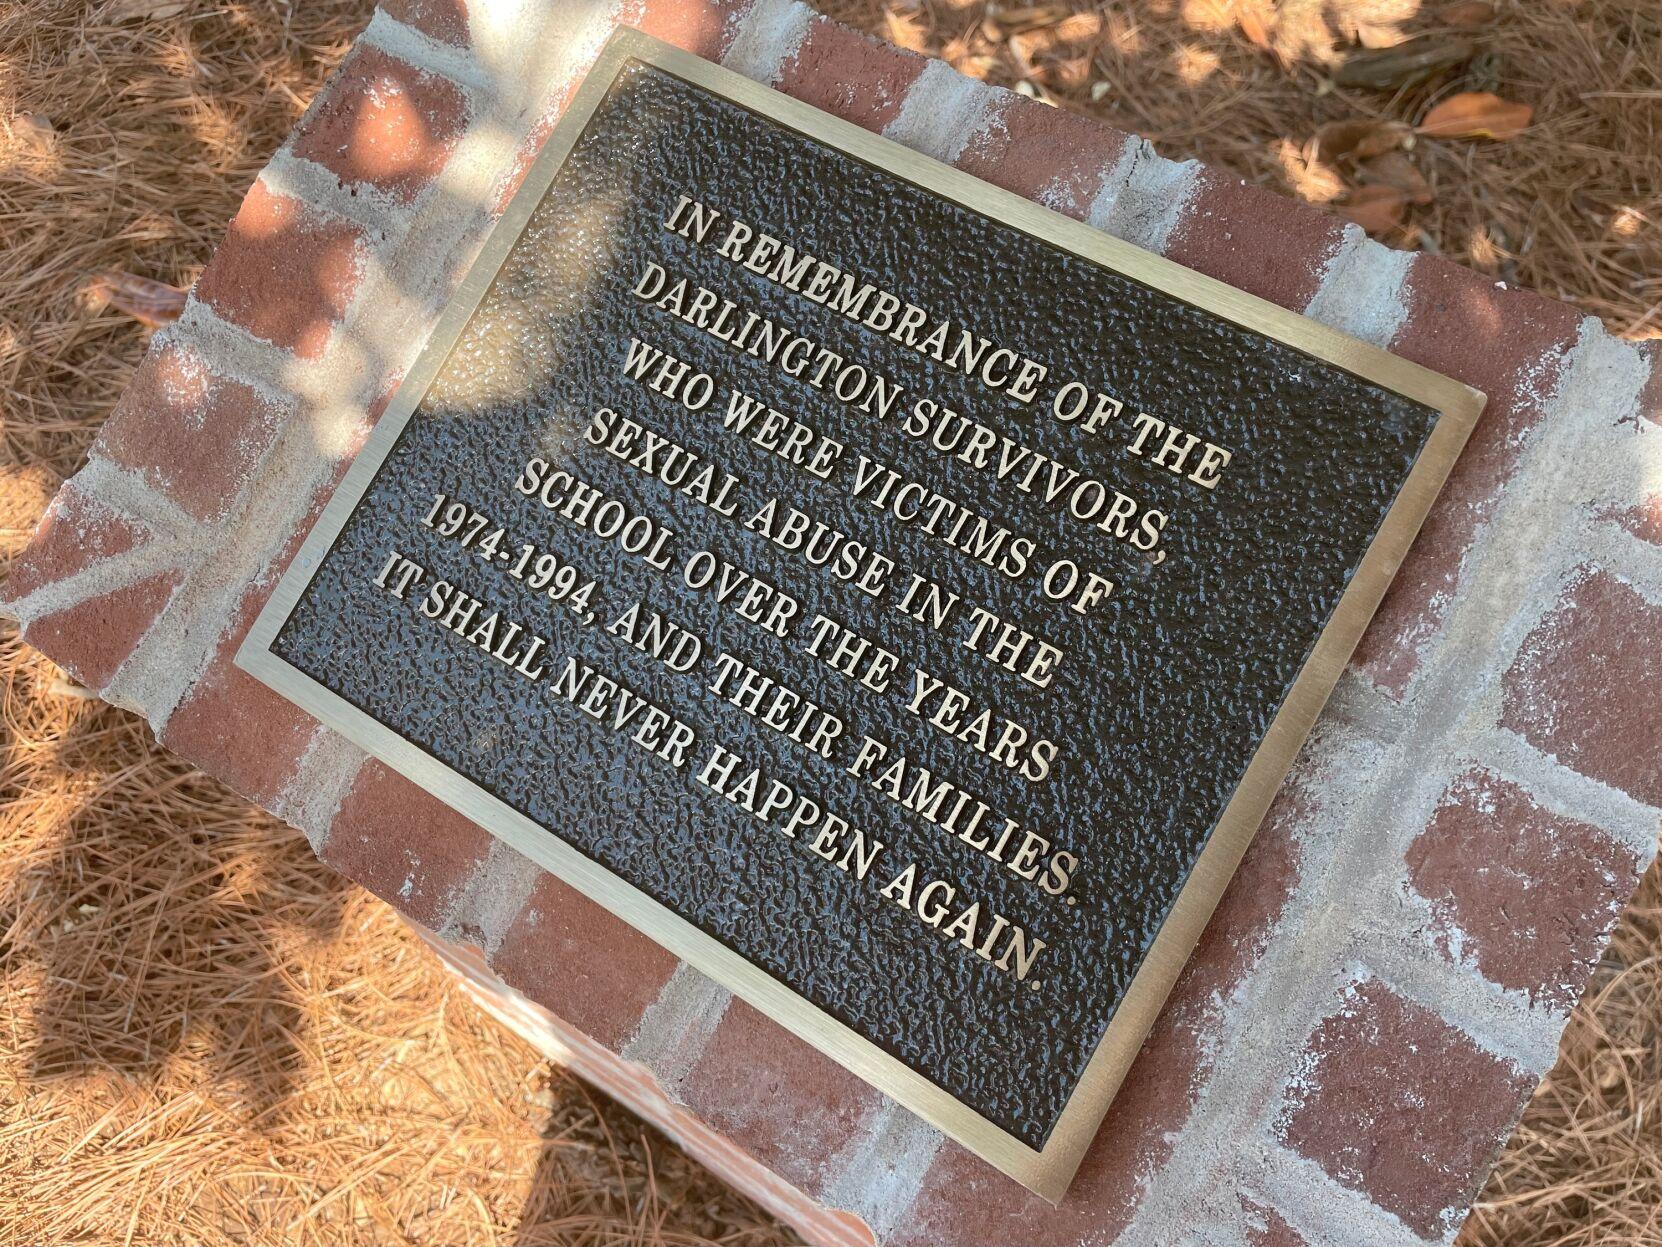 IN REMEMBRANCE OF THE
DARLINGTON SURVIVORS,
WHO WERE VICTIMS OF
SEXUAL ABUSE IN THE
SCHOOL OVER THE YEARS
1974-1994, AND THEIR FAMILIES.
IT SHALL NEVER HAPPEN AGAIN.